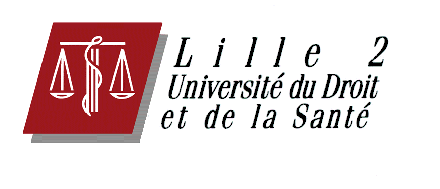 Lille 2
Université du Droit
et de la Santé